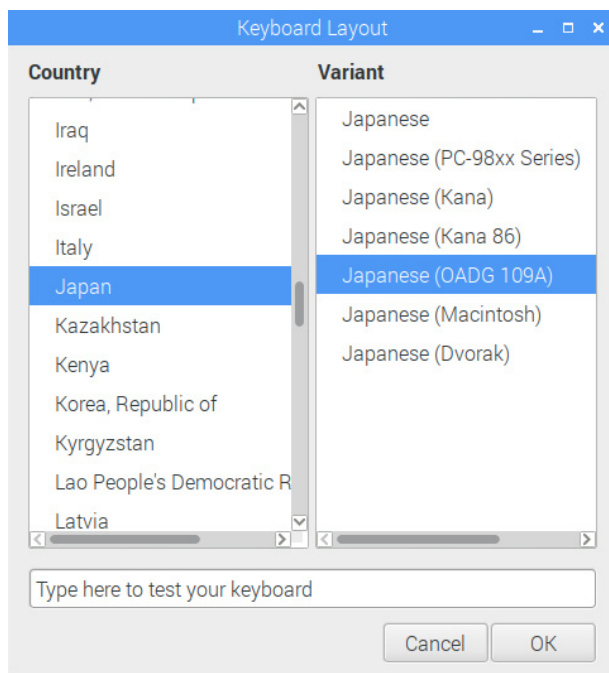 Keyboard Layout
Country
Variant
Iraq
Ireland
Israel
Italy
Japan
Kazakhstan
Kenya
Korea, Republic of
Kyrgyzstan
Lao People's Democratic R
Latvia
Japanese
Japanese (PC-98xx Series)
Japanese (Kana)
Japanese (Kana 86)
Japanese (OADG 109A)
Japanese (Macintosh)
Japanese (Dvorak)
Type here to test your keyboard
Cancel
OK